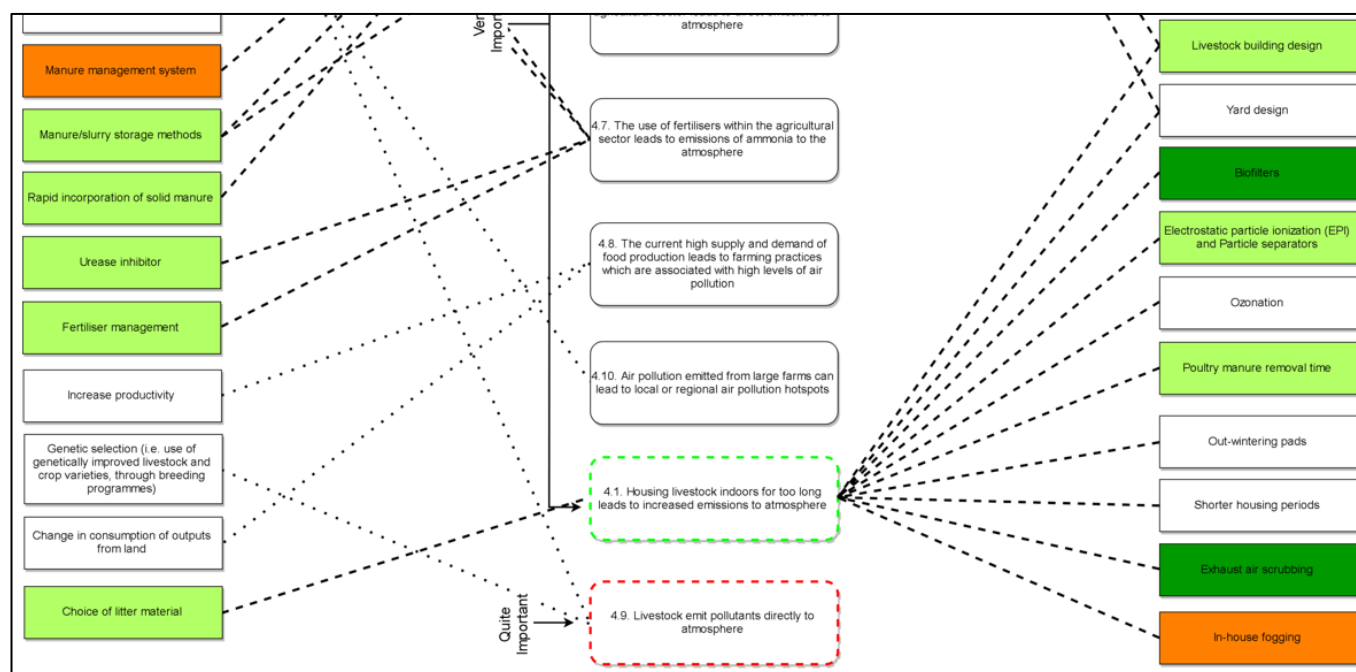 Manure management system
Manure/slurry storage methods
Rapid incorporation of solid manure
Urease inhibitor
Fertiliser management
Increase productivity
Genetic selection (i.e. use of
genetically improved livestock and
crop varieties, through breeding
programmes)
Change in consumption of outputs
from land
Choice of litter material
Important
atmosphere
4.7. The use of fertilisers within the agricultural
sector leads to emissions of ammonia to the
atmosphere
4.8. The current high supply and demand of
food production leads to farming practices
which are associated with high levels of air
pollution
4.10. Air pollution emitted from large farms can
lead to local or regional air pollution hotspots
4.1. Housing livestock indoors for too long
leads to increased emissions to atmosphere
Quite
Important
4.9. Livestock emit pollutants directly to
atmosphere
Livestock building design
Yard design
Biofilters
Electrostatic particle ionization (EPI)
and Particle separators
Ozonation
Poultry manure removal time
Out-wintering pads
Shorter housing periods
Exhaust air scrubbing
In-house fogging